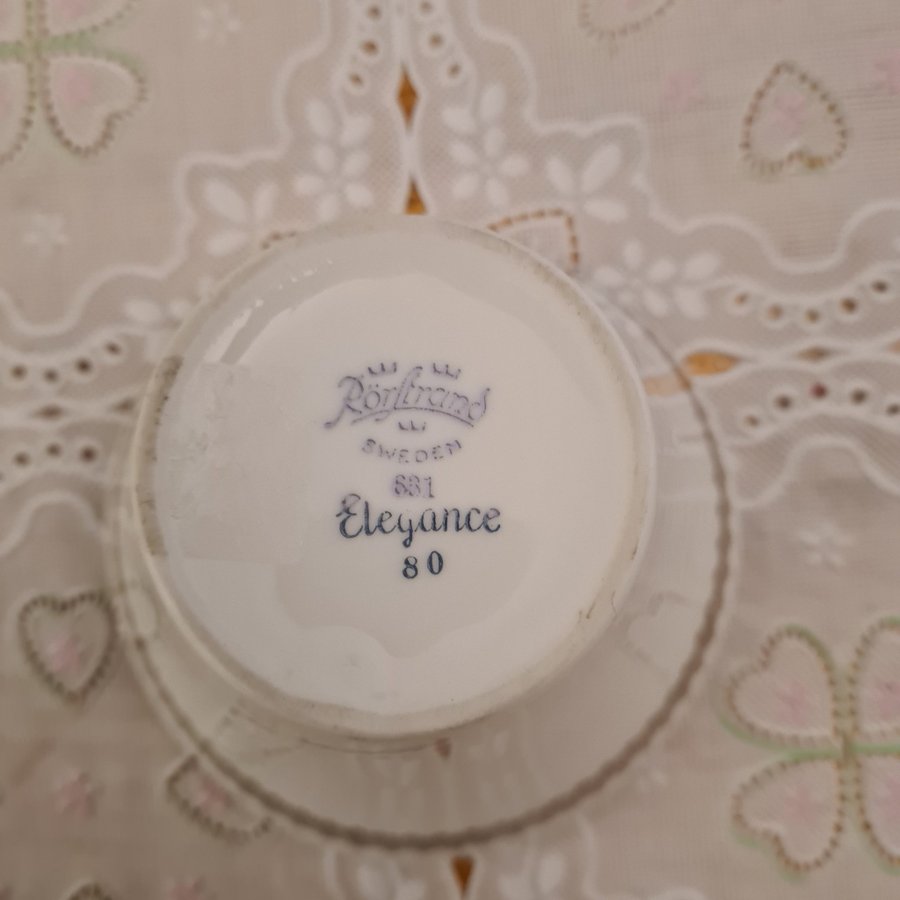 Rörstrand
SWEDEN
631
Elegance
80